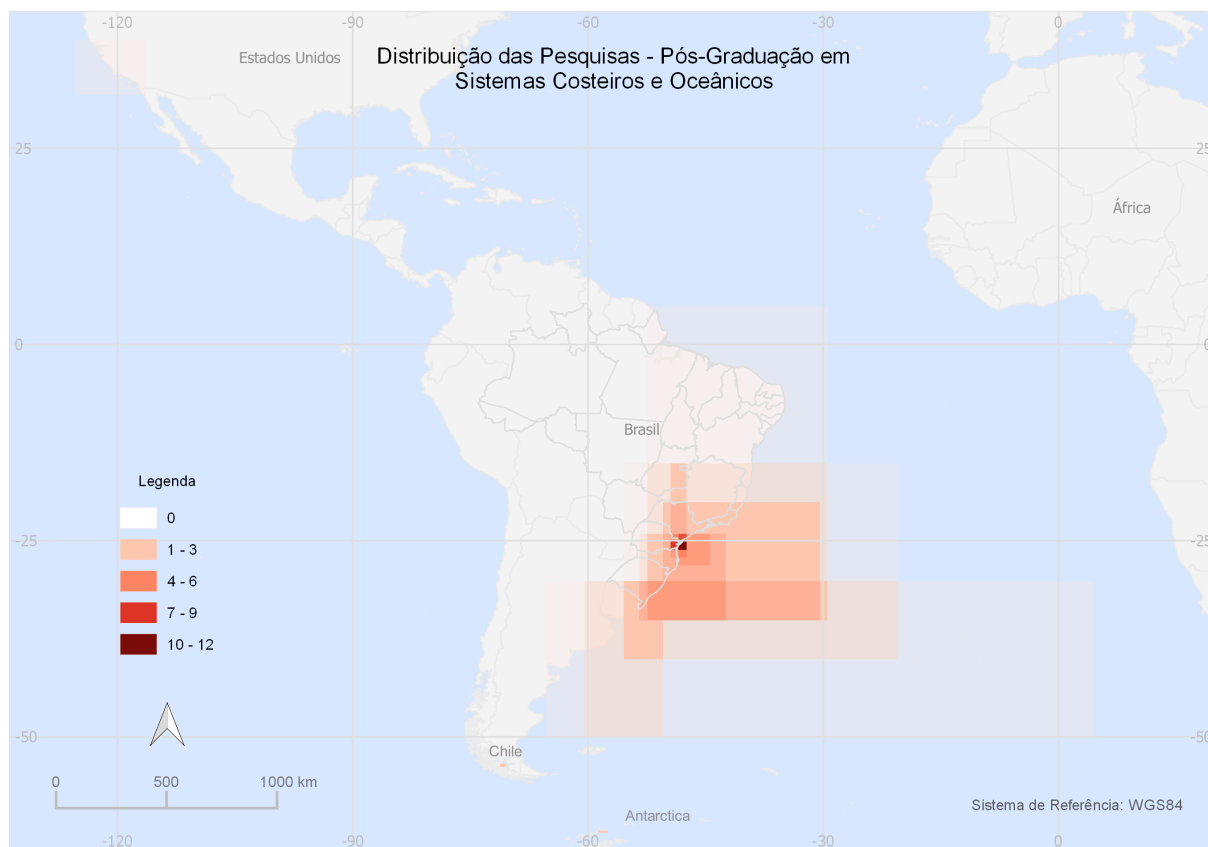 -120 -90 -60 -30 0
Estados Unidos
Distribuição das Pesquisas - Pós-Graduação em
Sistemas Costeiros e Oceânicos
25 25
África
0 0
Brasil
Legenda
0
1 - 3
-25 -25
4 - 6
7 - 9
10 - 12
-50 -50
Chile
0 500 1000 km
Sistema de Referência: WGS84
Antarctica
-120 -90 -60 -30 0